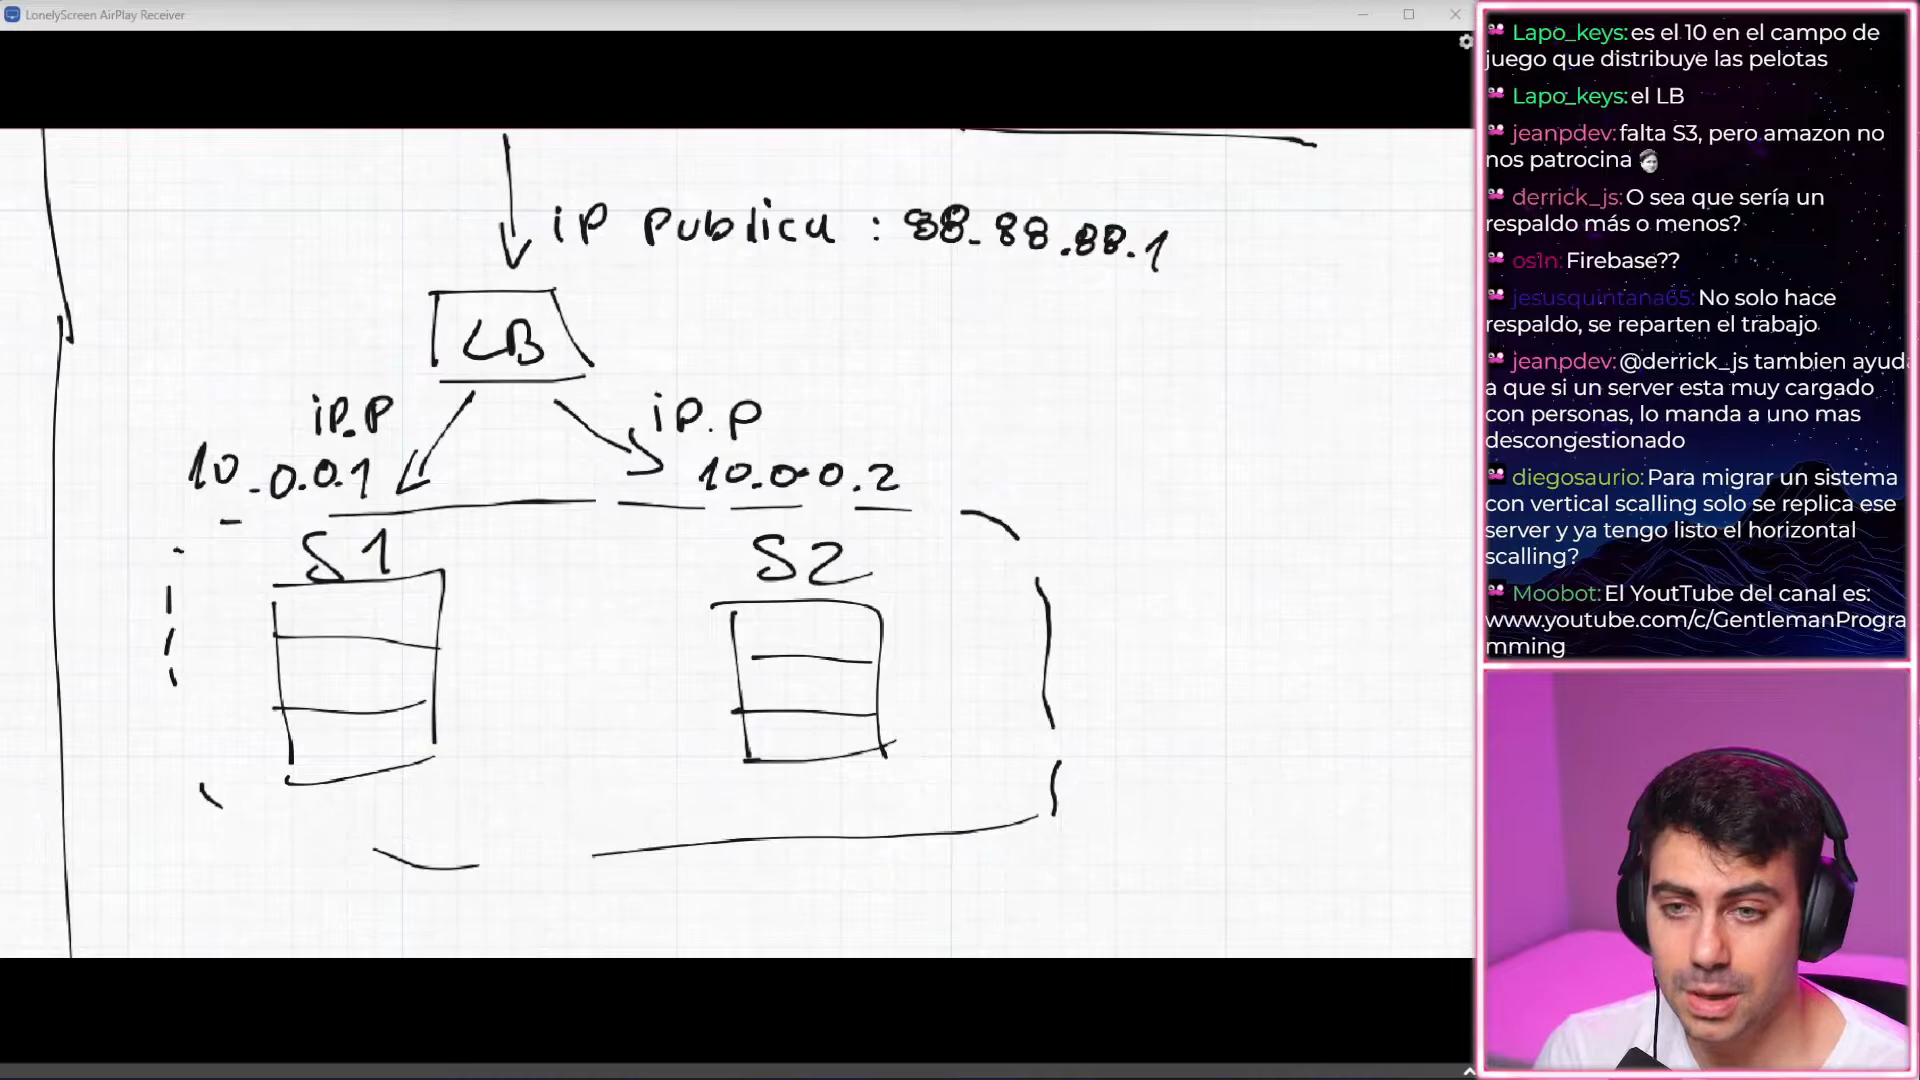 LonelyScreen AirPlay Receiver
iP Publica : 88.88.88.1
LB
iP.P
iP.P
10.0.0.1
10.0.0.2
S1
S2
Lapo_keys: es el 10 en el campo de
juego que distribuye las pelotas
Lapo_keys: el LB
jeanpdev: falta S3, pero amazon no
nos patrocina
derrick_js: O sea que sería un
respaldo más o menos?
os1n: Firebase??
jesusquintana65: No solo hace
respaldo, se reparten el trabajo
jeanpdev: @derrick_js tambien ayuda
a que si un server esta muy cargado
con personas, lo manda a uno mas
descongestionado
diegosaurio: Para migrar un sistema
con vertical scalling solo se replica ese
server y ya tengo listo el horizontal
scalling?
Moobot: El YoutTube del canal es:
www.youtube.com/c/GentlemanProgra
mming